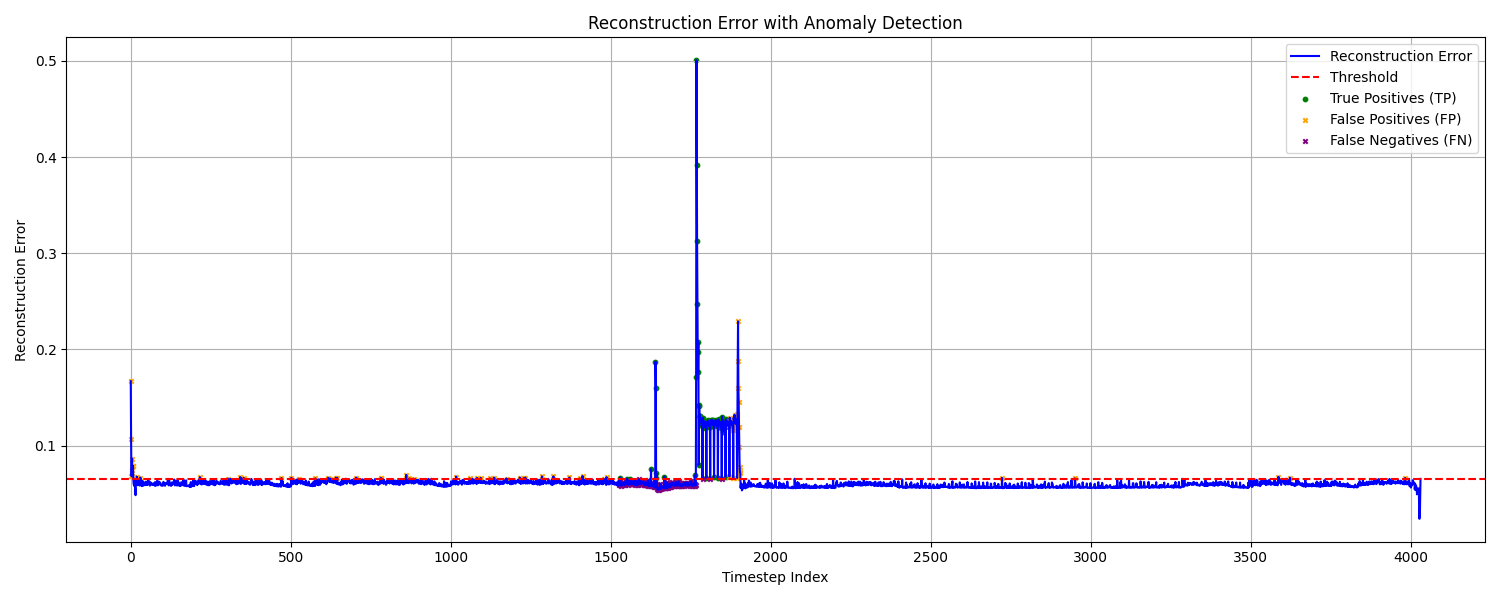 Reconstruction Error with Anomaly Detection
Reconstruction Error
Threshold
True Positives (TP)
False Positives (FP)
False Negatives (FN)
Reconstruction Error
0.5
0.4
0.3
0.2
0.1
0 500 1000 1500 2000 2500 3000 3500 4000
Timestep Index